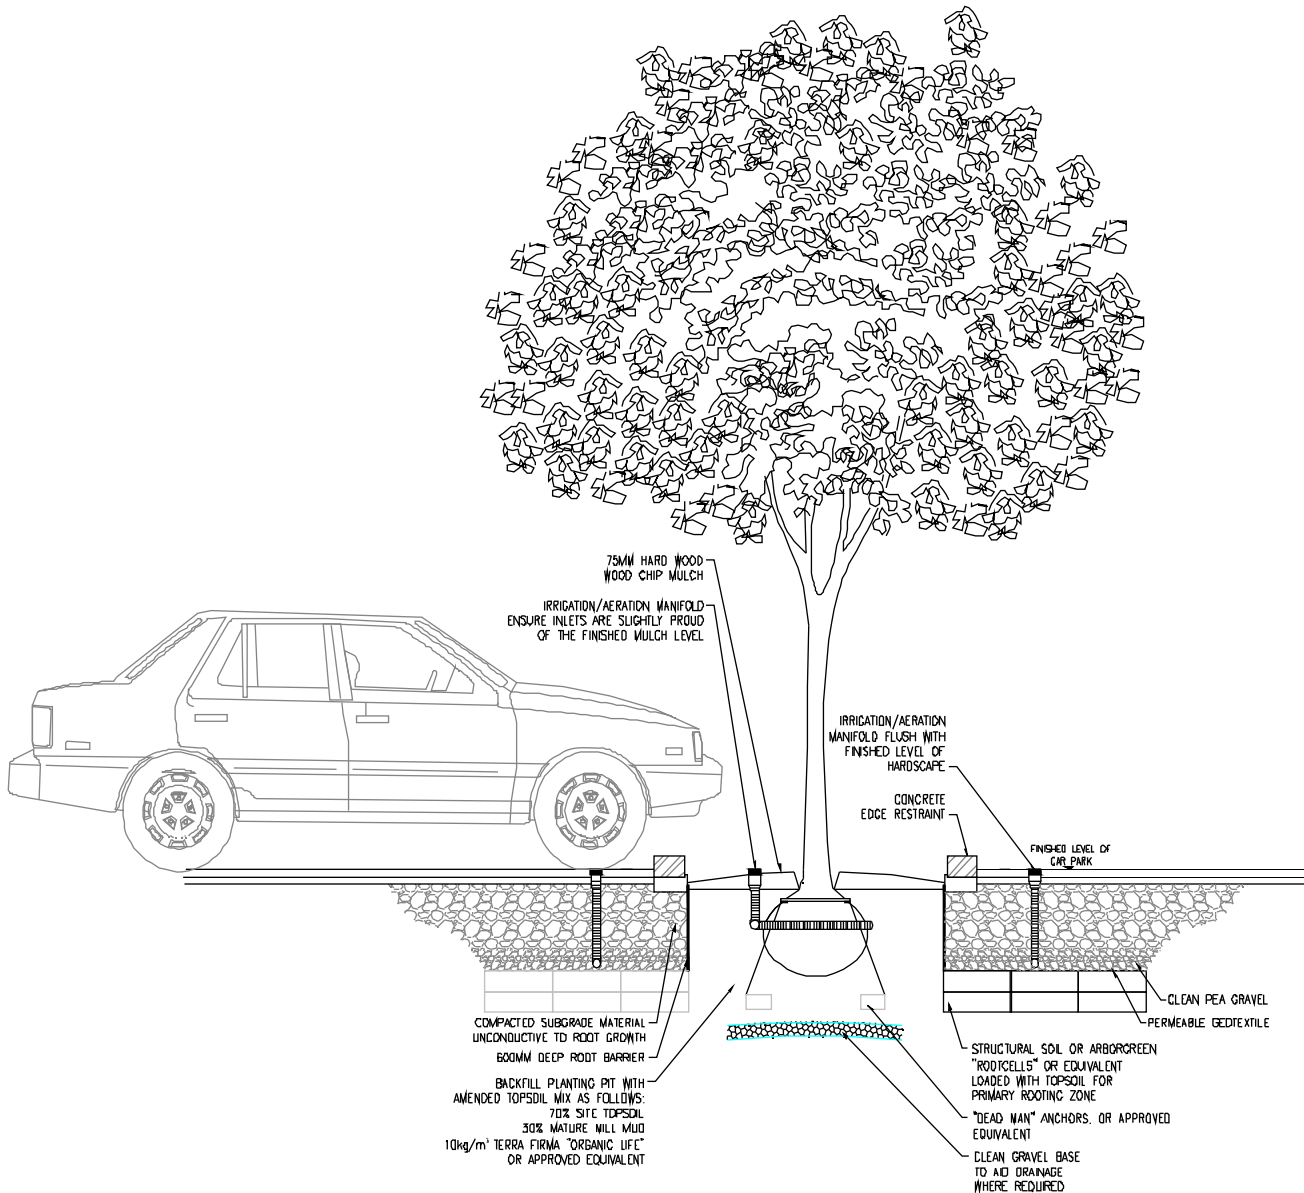 75MM HARD WOOD
WOOD CHIP MULCH
IRRIGATION/AERATION MANIFOLD
ENSURE INLETS ARE SLIGHTLY PROUD
OF THE FINISHED MULCH LEVEL
IRRIGATION/AERATION
MANIFOLD FLUSH WITH
FINISHED LEVEL OF
HARDSCAPE
CONCRETE
EDGE RESTRAINT
FINISHED LEVEL OF
CAR PARK
CLEAN PEA GRAVEL
PERMEABLE GEOTEXTILE
COMPACTED SUBGRADE MATERIAL
UNCONDUCTIVE TO ROOT GROWTH
600MM DEEP ROOT BARRIER
BACKFILL PLANTING PIT WITH
AMENDED TOPSOIL MIX AS FOLLOWS:
70% SITE TOPSOIL
30% MATURE MILL MUD
10kg/m³ TERRA FIRMA "ORGANIC LIFE"
OR APPROVED EQUIVALENT
STRUCTURAL SOIL OR ARBORGREEN
"ROOTCELLS" OR EQUIVALENT
LOADED WITH TOPSOIL FOR
PRIMARY ROOTING ZONE
"DEAD MAN" ANCHORS, OR APPROVED
EQUIVALENT
CLEAN GRAVEL BASE
TO AID DRAINAGE
WHERE REQUIRED